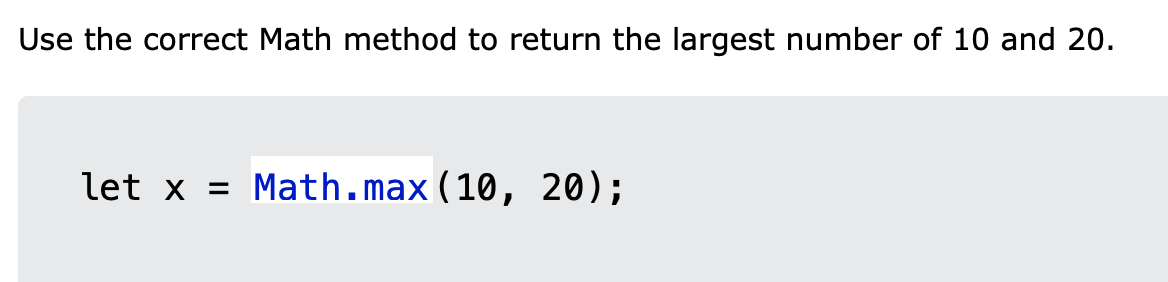 Use the correct Math method to return the largest number of 10 and 20.
let x = Math.max(10, 20);